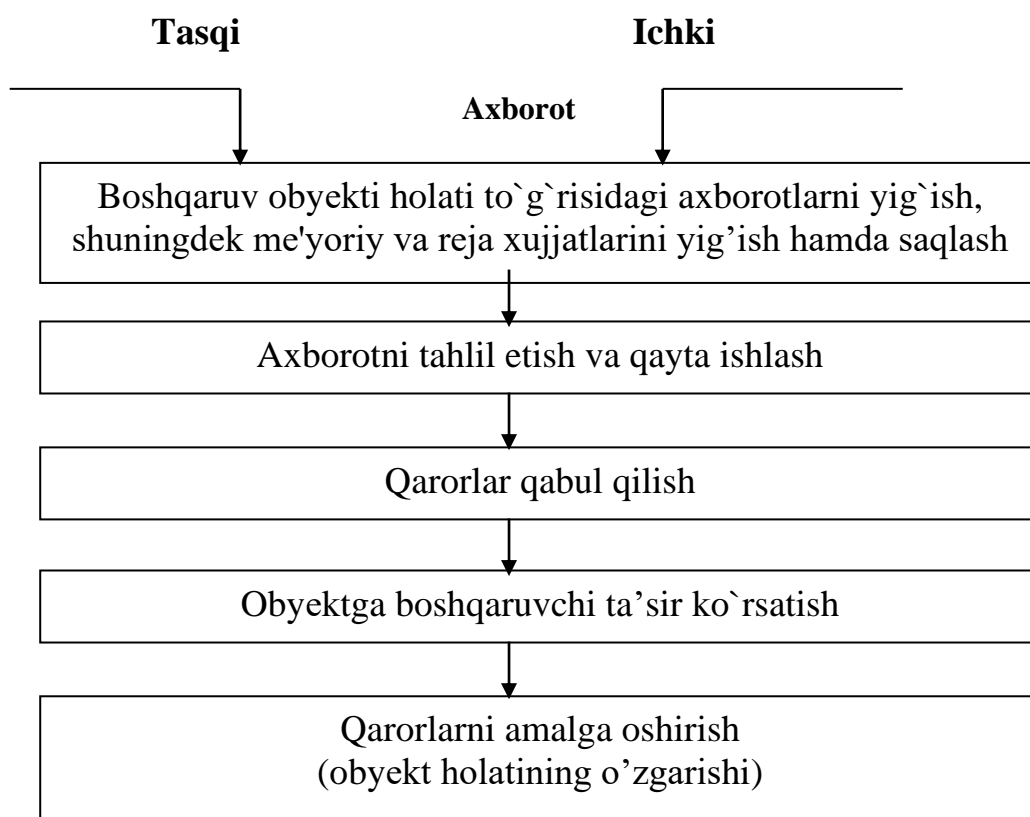 Tasqi Ichki
Axborot
Boshqaruv obyekti holati to`g`risidagi axborotlarni yig`ish,
shuningdek me'yoriy va reja xujjatlarini yig’ish hamda saqlash
Axborotni tahlil etish va qayta ishlash
Qarorlar qabul qilish
Obyektga boshqaruvchi ta’sir ko`rsatish
Qarorlarni amalga oshirish
(obyekt holatining o’zgarishi)